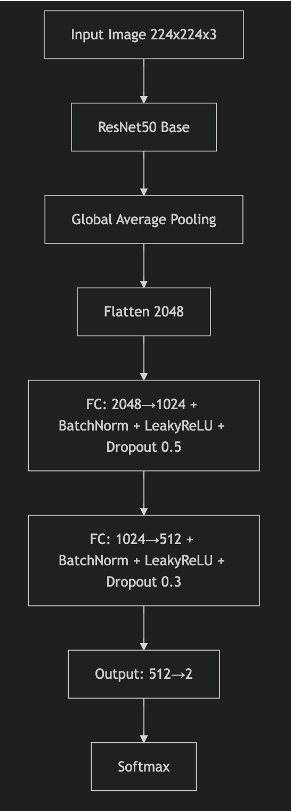 Input Image 224x224x3
ResNet50 Base
Global Average Pooling
Flatten 2048
FC: 2048→1024 +
BatchNorm + LeakyReLU +
Dropout 0.5
FC: 1024→512 +
BatchNorm + LeakyReLU +
Dropout 0.3
Output: 512→2
Softmax